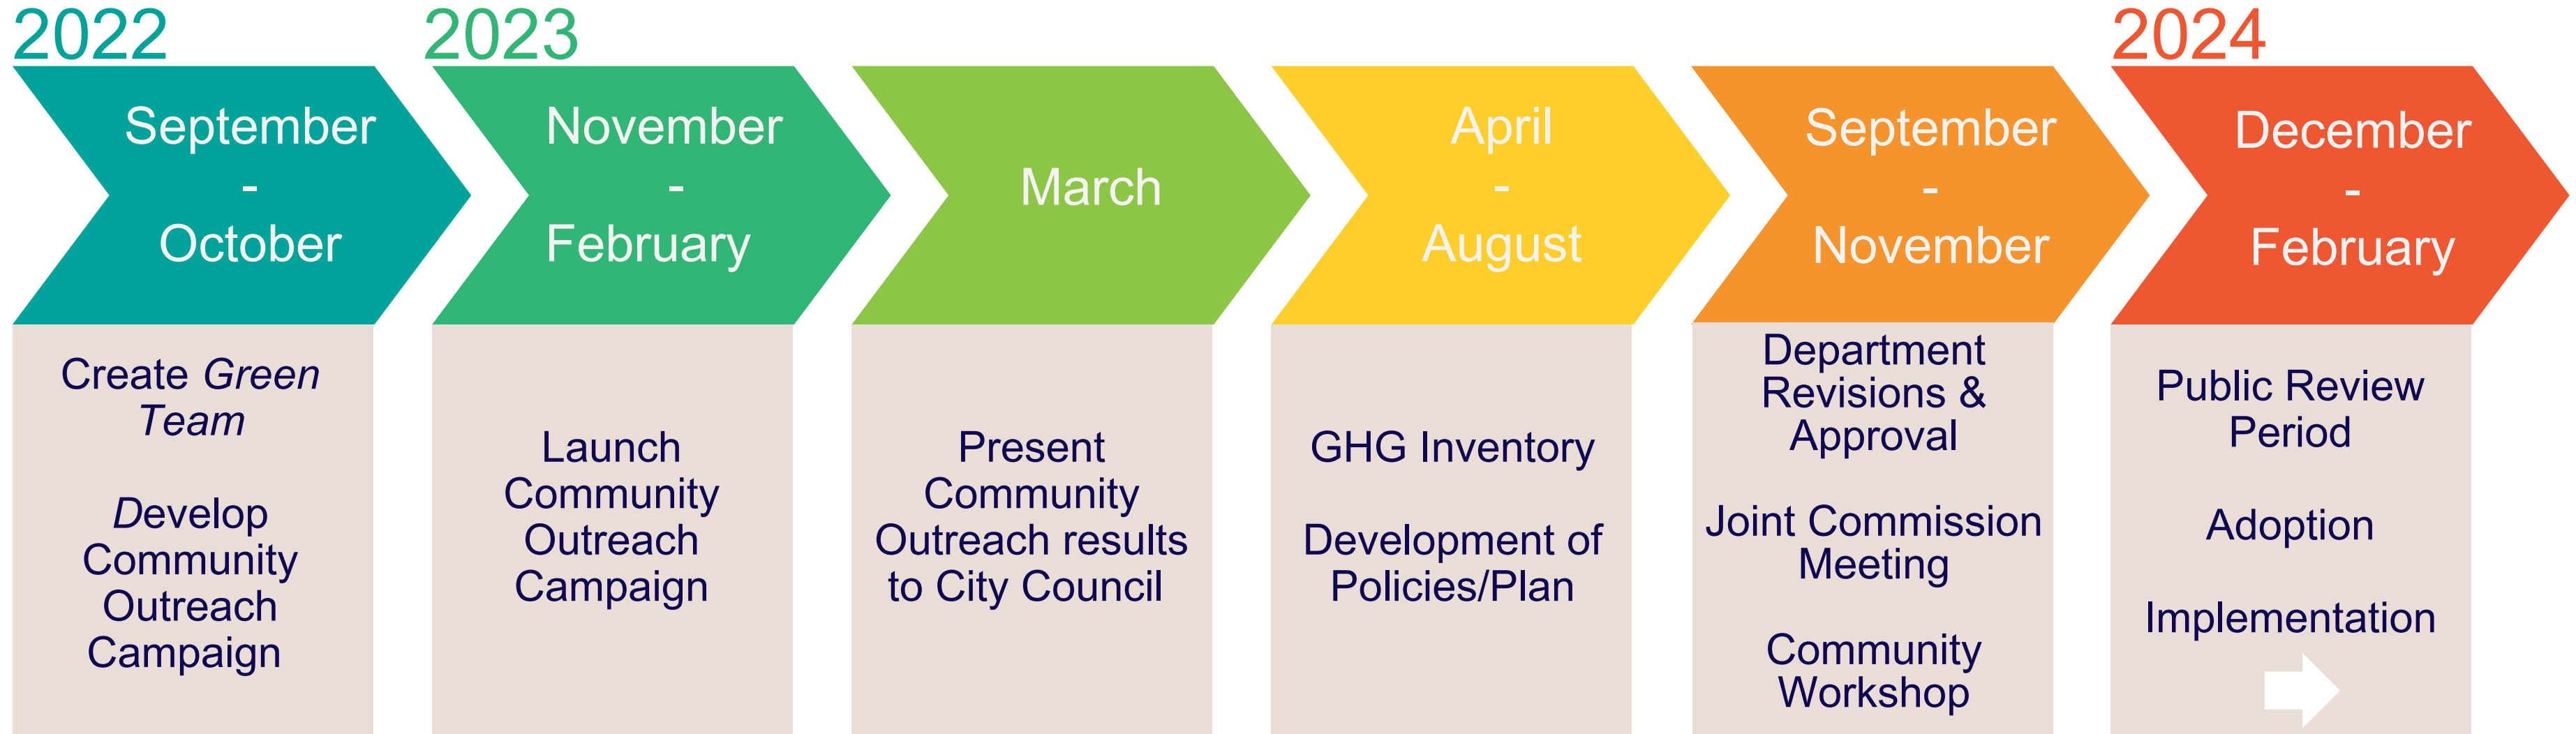 2022
2023
2024
September
-
October
November
-
February
March
April
-
August
September
-
November
December
-
February
Create Green
Team
Develop
Community
Outreach
Campaign
Launch
Community
Outreach
Campaign
Present
Community
Outreach results
to City Council
GHG Inventory
Development of
Policies/Plan
Department
Revisions &
Approval
Joint Commission
Meeting
Community
Workshop
Public Review
Period
Adoption
Implementation